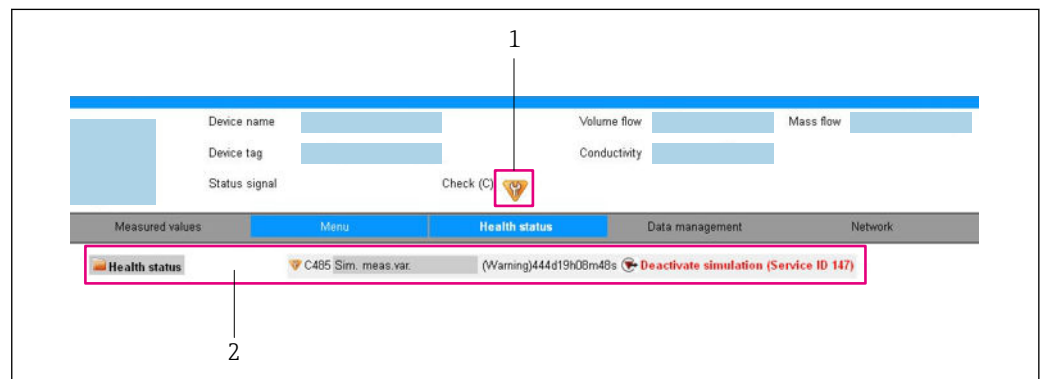 1
Device name
Volume flow
Mass flow
Device tag
Conductivity
Status signal
Check (C)
Measured values
Menu
Health status
Data management
Network
Health status
C485 Sim. meas.var.
(Warning)444d19h08m48s
Deactivate simulation (Service ID 147)
2